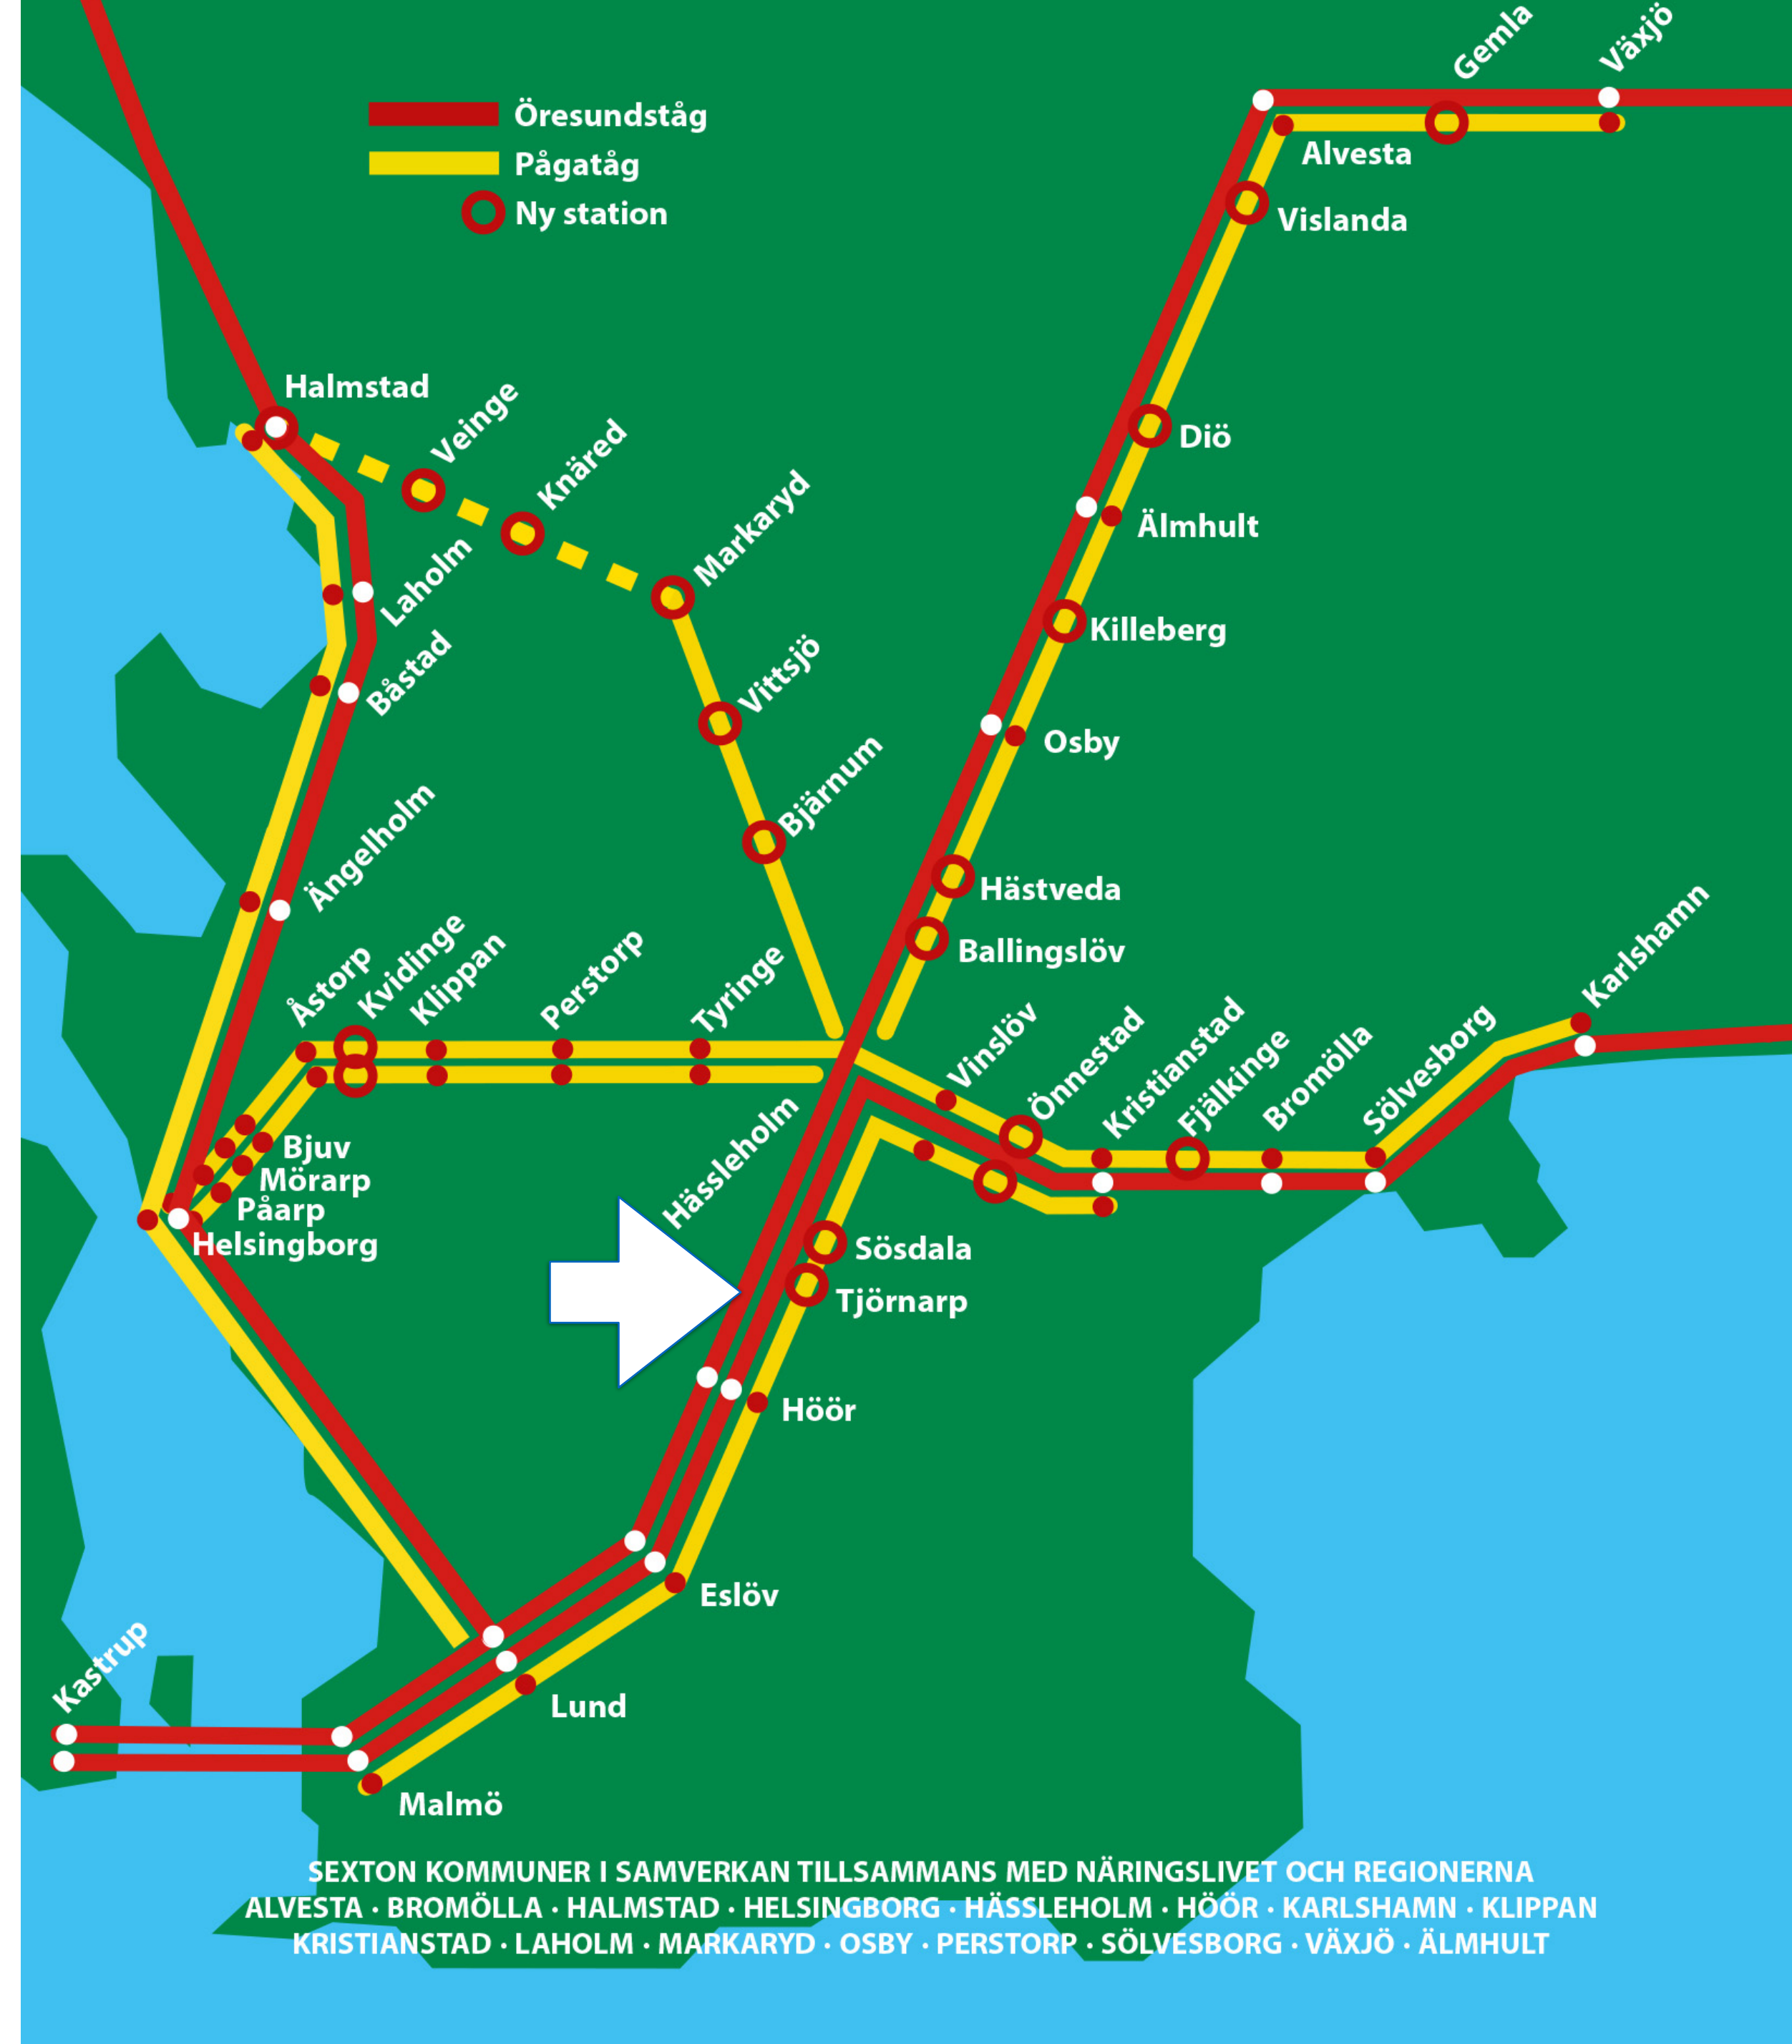 Öresundståg
Pågatåg
Ny station
Gemla
Växjö
Alvesta
Vislanda
Halmstad
Veinge
Knäred
Markaryd
Diö
Älmhult
Laholm
Båstad
Killeberg
Vittsjö
Osby
Bjärnum
Ängelholm
Hästveda
Ballingslöv
Åstorp
Kvidinge
Klippan
Perstorp
Tyringe
Vinslöv
Önnestad
Kristianstad
Fjälkinge
Bromölla
Sölvesborg
Karlshamn
Bjuv
Mörarp
Påarp
Helsingborg
Hässleholm
Sösdala
Tjörnarp
Höör
Eslöv
Kastrup
Lund
Malmö
SEXTON KOMMUNER I SAMVERKAN TILLSAMMANS MED NÄRINGSLIVET OCH REGIONERNA
ALVESTA · BROMÖLLA · HALMSTAD · HELSINGBORG · HÄSSLEHOLM · HÖÖR · KARLSHAMN · KLIPPAN
KRISTIANSTAD · LAHOLM · MARKARYD · OSBY · PERSTORP · SÖLVESBORG · VÄXJÖ · ÄLMHULT